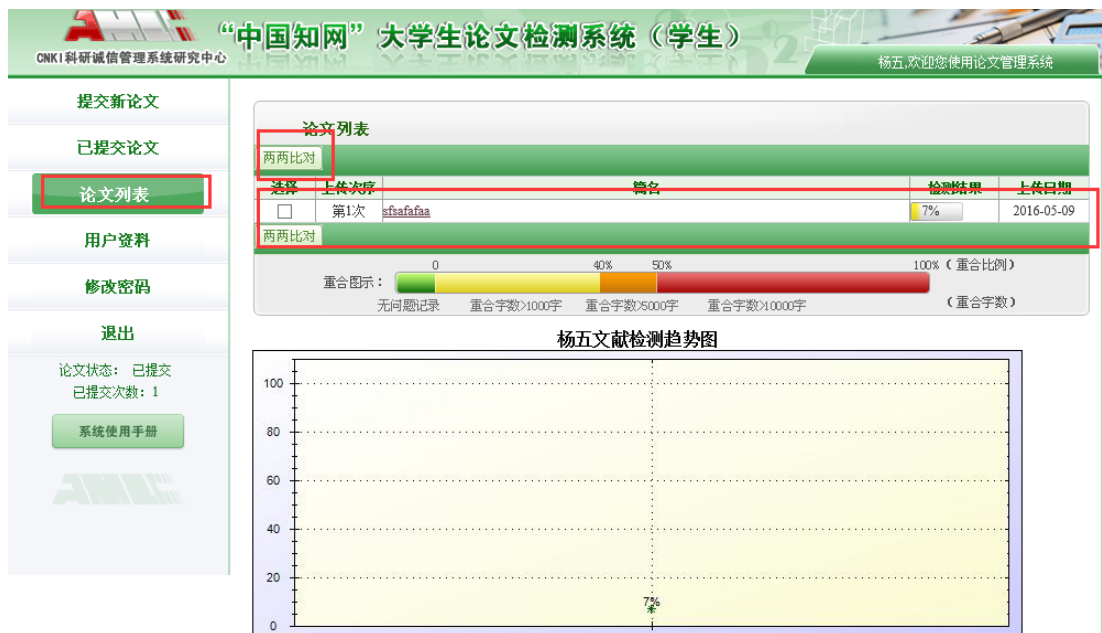 “中国知网”大学生论文检测系统（学生）
CNKI科研诚信管理系统研究中心
杨五,欢迎您使用论文管理系统
提交新论文
已提交论文
论文列表
用户资料
修改密码
退出
论文状态： 已提交
已提交次数：1
系统使用手册
AMLC
论文列表
两两比对
选择 上传次序 篇名 检测结果 上传日期
第1次 sfsafafaa 7% 2016-05-09
两两比对
0 40% 50% 100%（重合比例）
重合图示：
无问题记录 重合字数>1000字 重合字数>5000字 重合字数>10000字 （重合字数）
杨五文献检测趋势图
100
80
60
40
20
0
7%